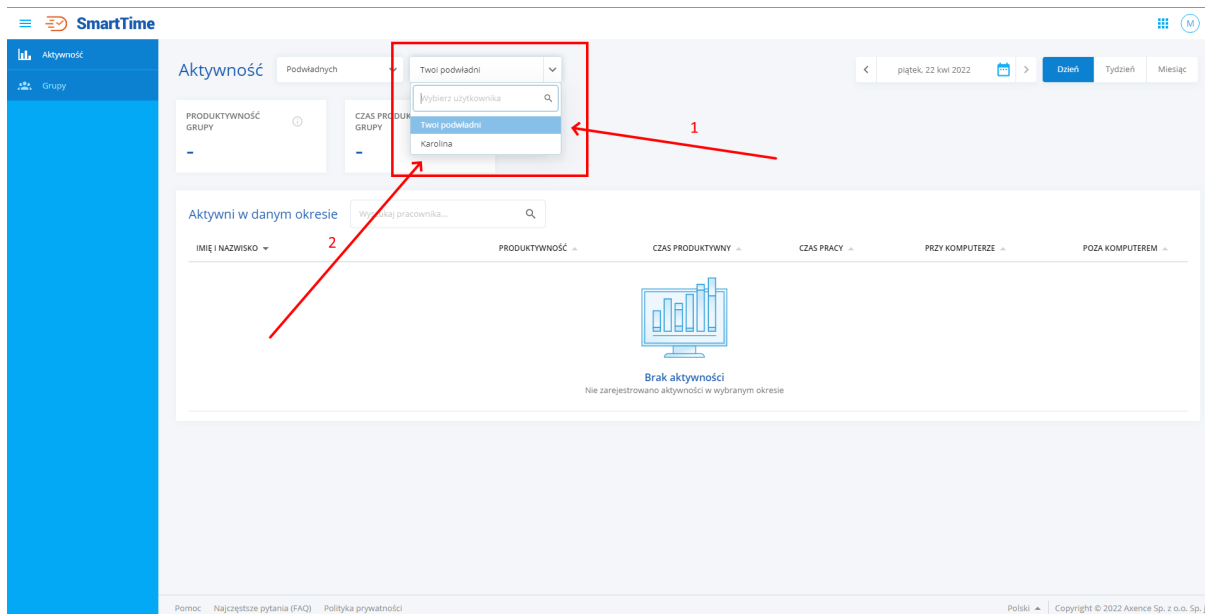 SmartTime
M
Aktywność
Grupy
Aktywność
Podwładnych
Twoi podwładni
piątek, 22 kwi 2022
Dzień
Tydzień
Miesiąc
Wybierz użytkownika
Twoi podwładni
Karolina
PRODUKTYWNOŚĆ
GRUPY
-
CZAS PRODUK
GRUPY
-
1
2
Aktywni w danym okresie
pracownika...
IMIĘ I NAZWISKO
PRODUKTYWNOŚĆ
CZAS PRODUKTYWNY
CZAS PRACY
PRZY KOMPUTERZE
POZA KOMPUTEREM
Brak aktywności
Nie zarejestrowano aktywności w wybranym okresie
Pomoc
Najczęstsze pytania (FAQ)
Polityka prywatności
Polski
Copyright © 2022 Axence Sp. z o.o. Sp. j